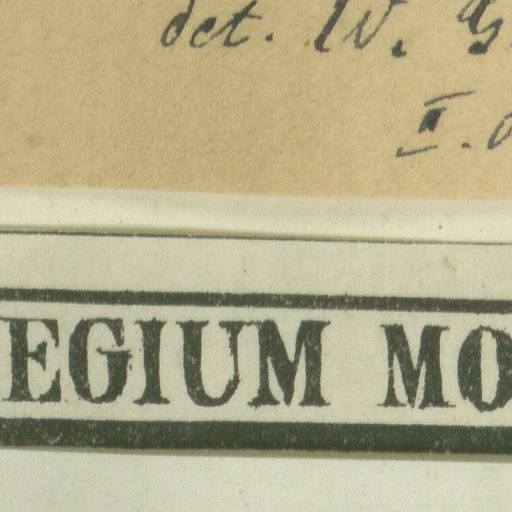 det. W. G
I.
EGIUM MO